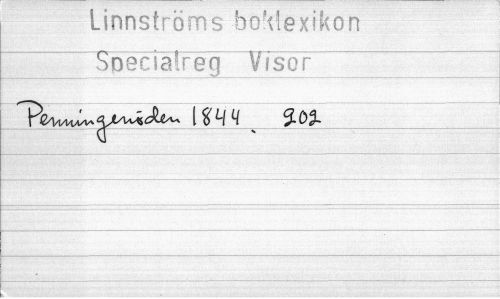 Linnströms boklexikon
Specialreg Visor
Penningenöden 1844. 202